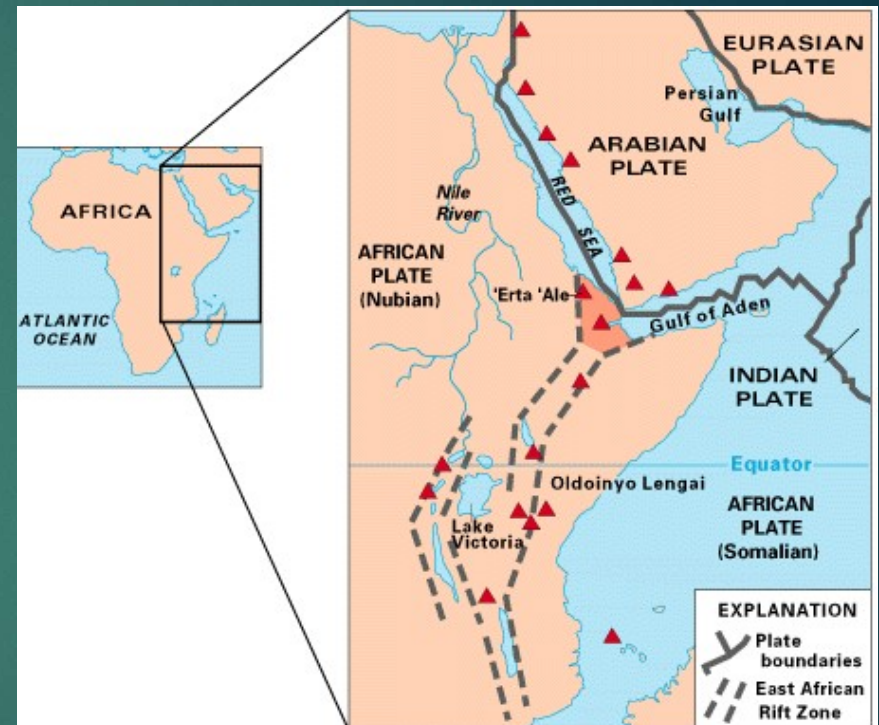 AFRICA
ATLANTIC
OCEAN
EURASIAN
PLATE
Persian
Gulf
ARABIAN
PLATE
RED
SEA
Nile
River
AFRICAN
PLATE
(Nubian)
'Erta 'Ale
Gulf of Aden
INDIAN
PLATE
Equator
Oldoinyo Lengai
AFRICAN
PLATE
(Somalian)
Lake
Victoria
EXPLANATION
Plate
boundaries
East African
Rift Zone